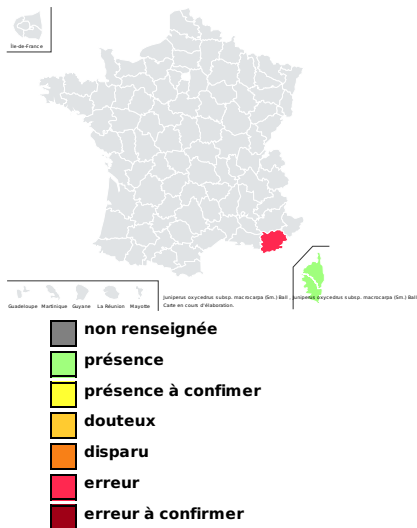 Île-de-France
Guadeloupe Martinique Guyane La Réunion Mayotte
Juniperus oxycedrus subsp. macrocarpa (Sm.) Ball , Juniperus oxycedrus subsp. macrocarpa (Sm.) Ball
Carte en cours d'élaboration.
non renseignée
présence
présence à confimer
douteux
disparu
erreur
erreur à confirmer